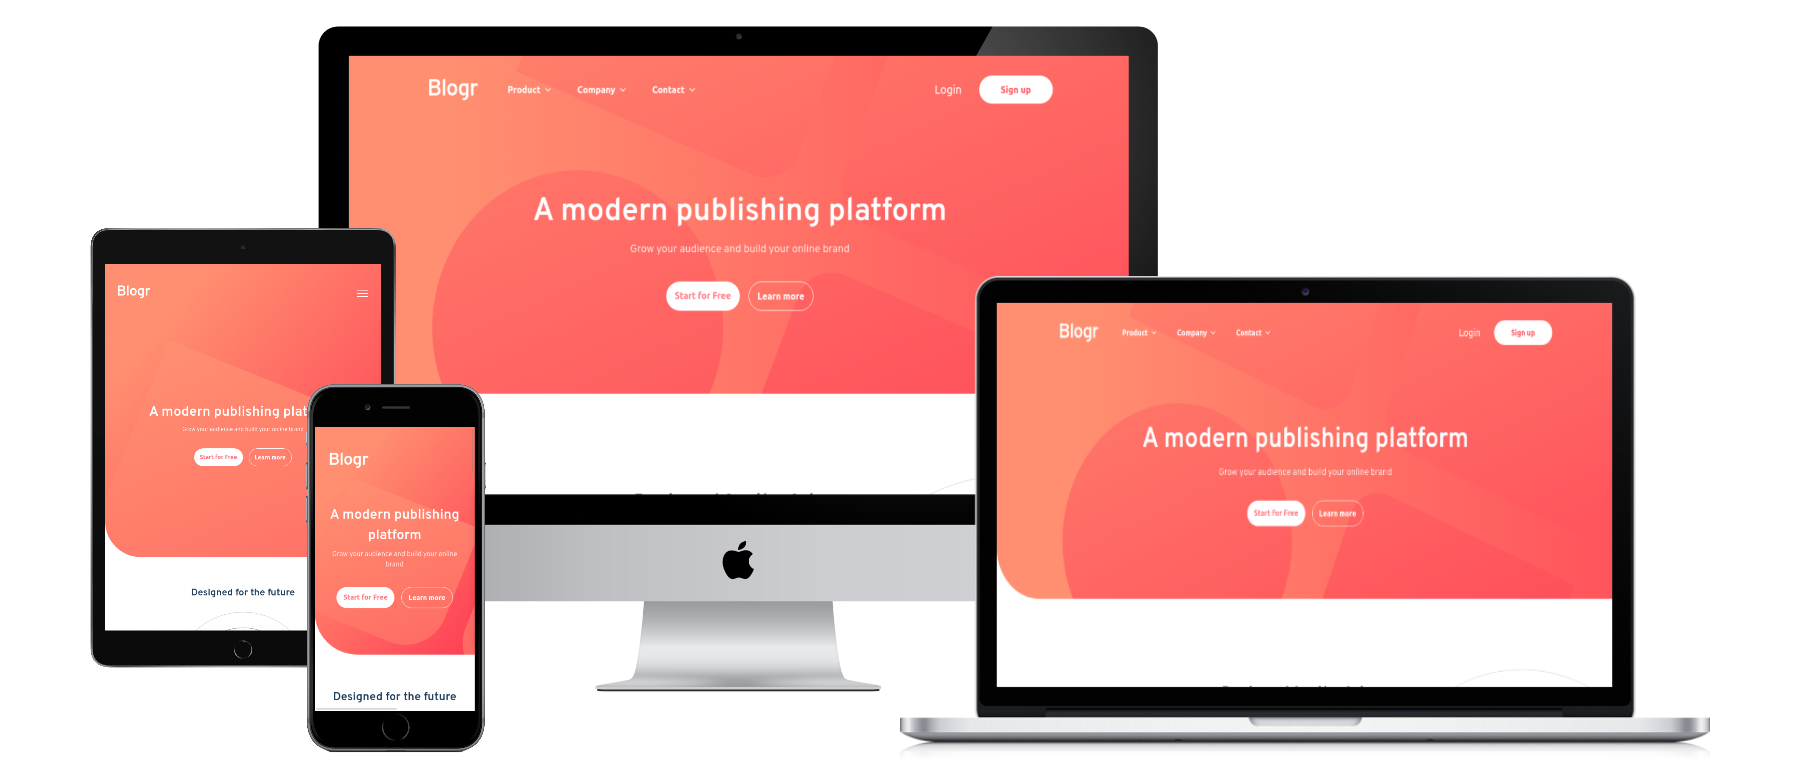 Blogr
Product
Company
Contact
Login
Sign up
A modern publishing platform
Grow your audience and build your online brand
Start for Free
Learn more
Blogr
A modern publishing plat
Grow your audience and build your online brand
Start for Free
Learn more
Designed for the future
Blogr
A modern publishing
platform
Grow your audience and build your online
brand
Start for Free
Learn more
Designed for the future
Blogr
Product
Company
Contact
Login
Sign up
A modern publishing platform
Grow your audience and build your online brand
Start for Free
Learn more